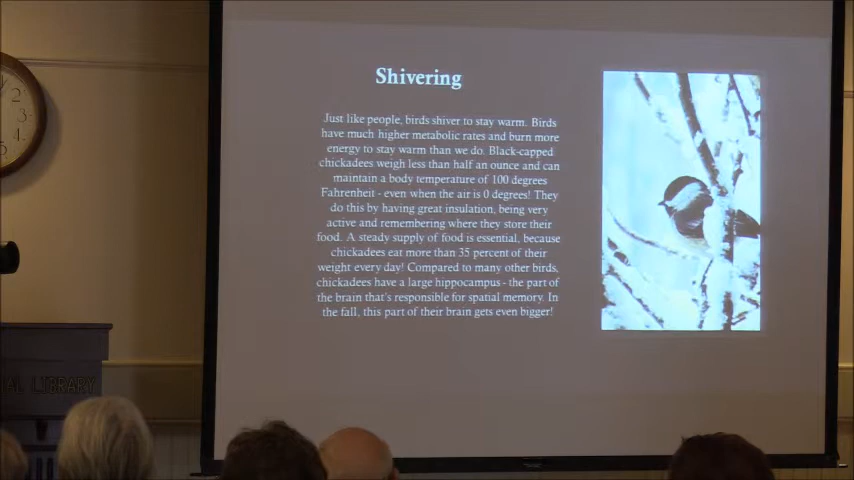 Shivering
Just like people, birds shiver to stay warm. Birds
have much higher metabolic rates and burn more
energy to stay warm than we do. Black-capped
chickadees weigh less than half an ounce and can
maintain a body temperature of 100 degrees
Fahrenheit - even when the air is 0 degrees! They
do this by having great insulation, being very
active and remembering where they store their
food. A steady supply of food is essential, because
chickadees eat more than 35 percent of their
weight every day! Compared to many other birds,
chickadees have a large hippocampus - the part of
the brain that's responsible for spatial memory. In
the fall, this part of their brain gets even bigger!
2
3
4
5
AL LIBRARY